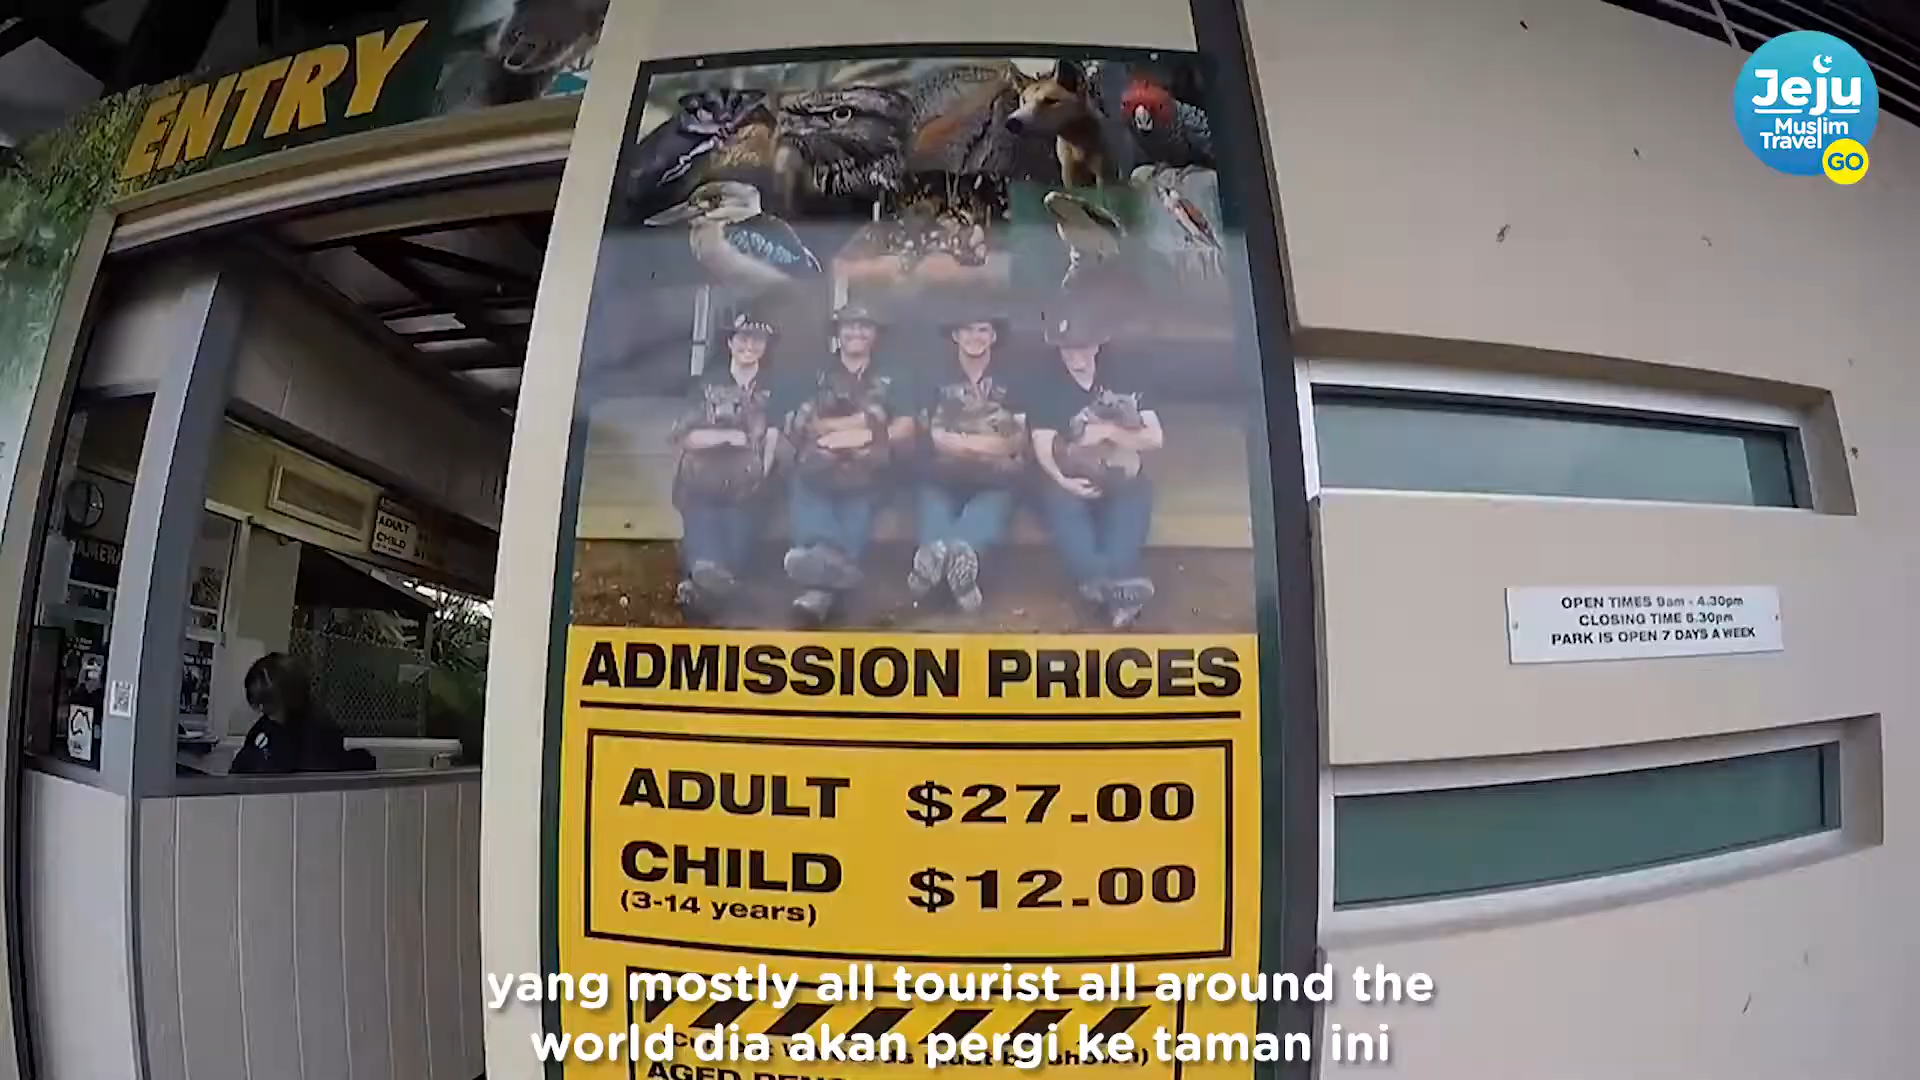 ENTRY
Jeju
Muslim
Travel
GO
ADULT
CHILD
OPEN TIMES 9am - 4.30pm
CLOSING TIME 5.30pm
PARK IS OPEN 7 DAYS A WEEK
ADMISSION PRICES
ADULT $27.00
CHILD $12.00
(3-14 years)
yang mostly all tourist all around the
world dia akan pergi ke taman ini
AGED